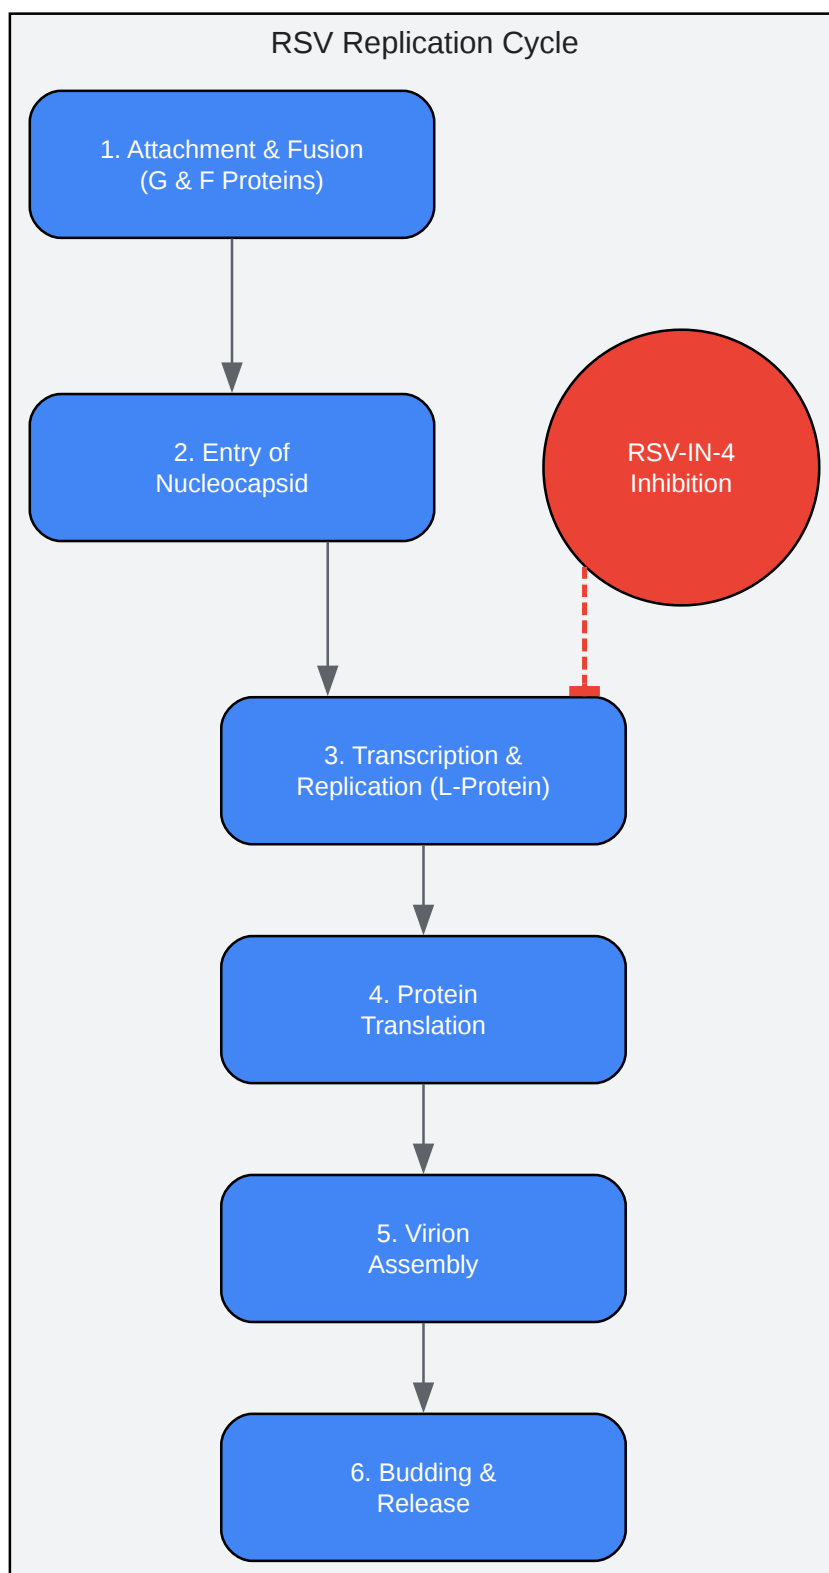 RSV Replication Cycle
1. Attachment & Fusion
(G & F Proteins)
2. Entry of
Nucleocapsid
RSV-IN-4
Inhibition
3. Transcription &
Replication (L-Protein)
4. Protein
Translation
5. Virion
Assembly
6. Budding &
Release